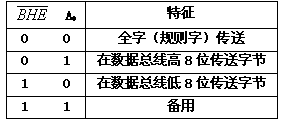 BHE A。 特征
0 0 全字（规则字）传送
0 1 在数据总线高8位传送字节
1 0 在数据总线低8位传送字节
1 1 备用